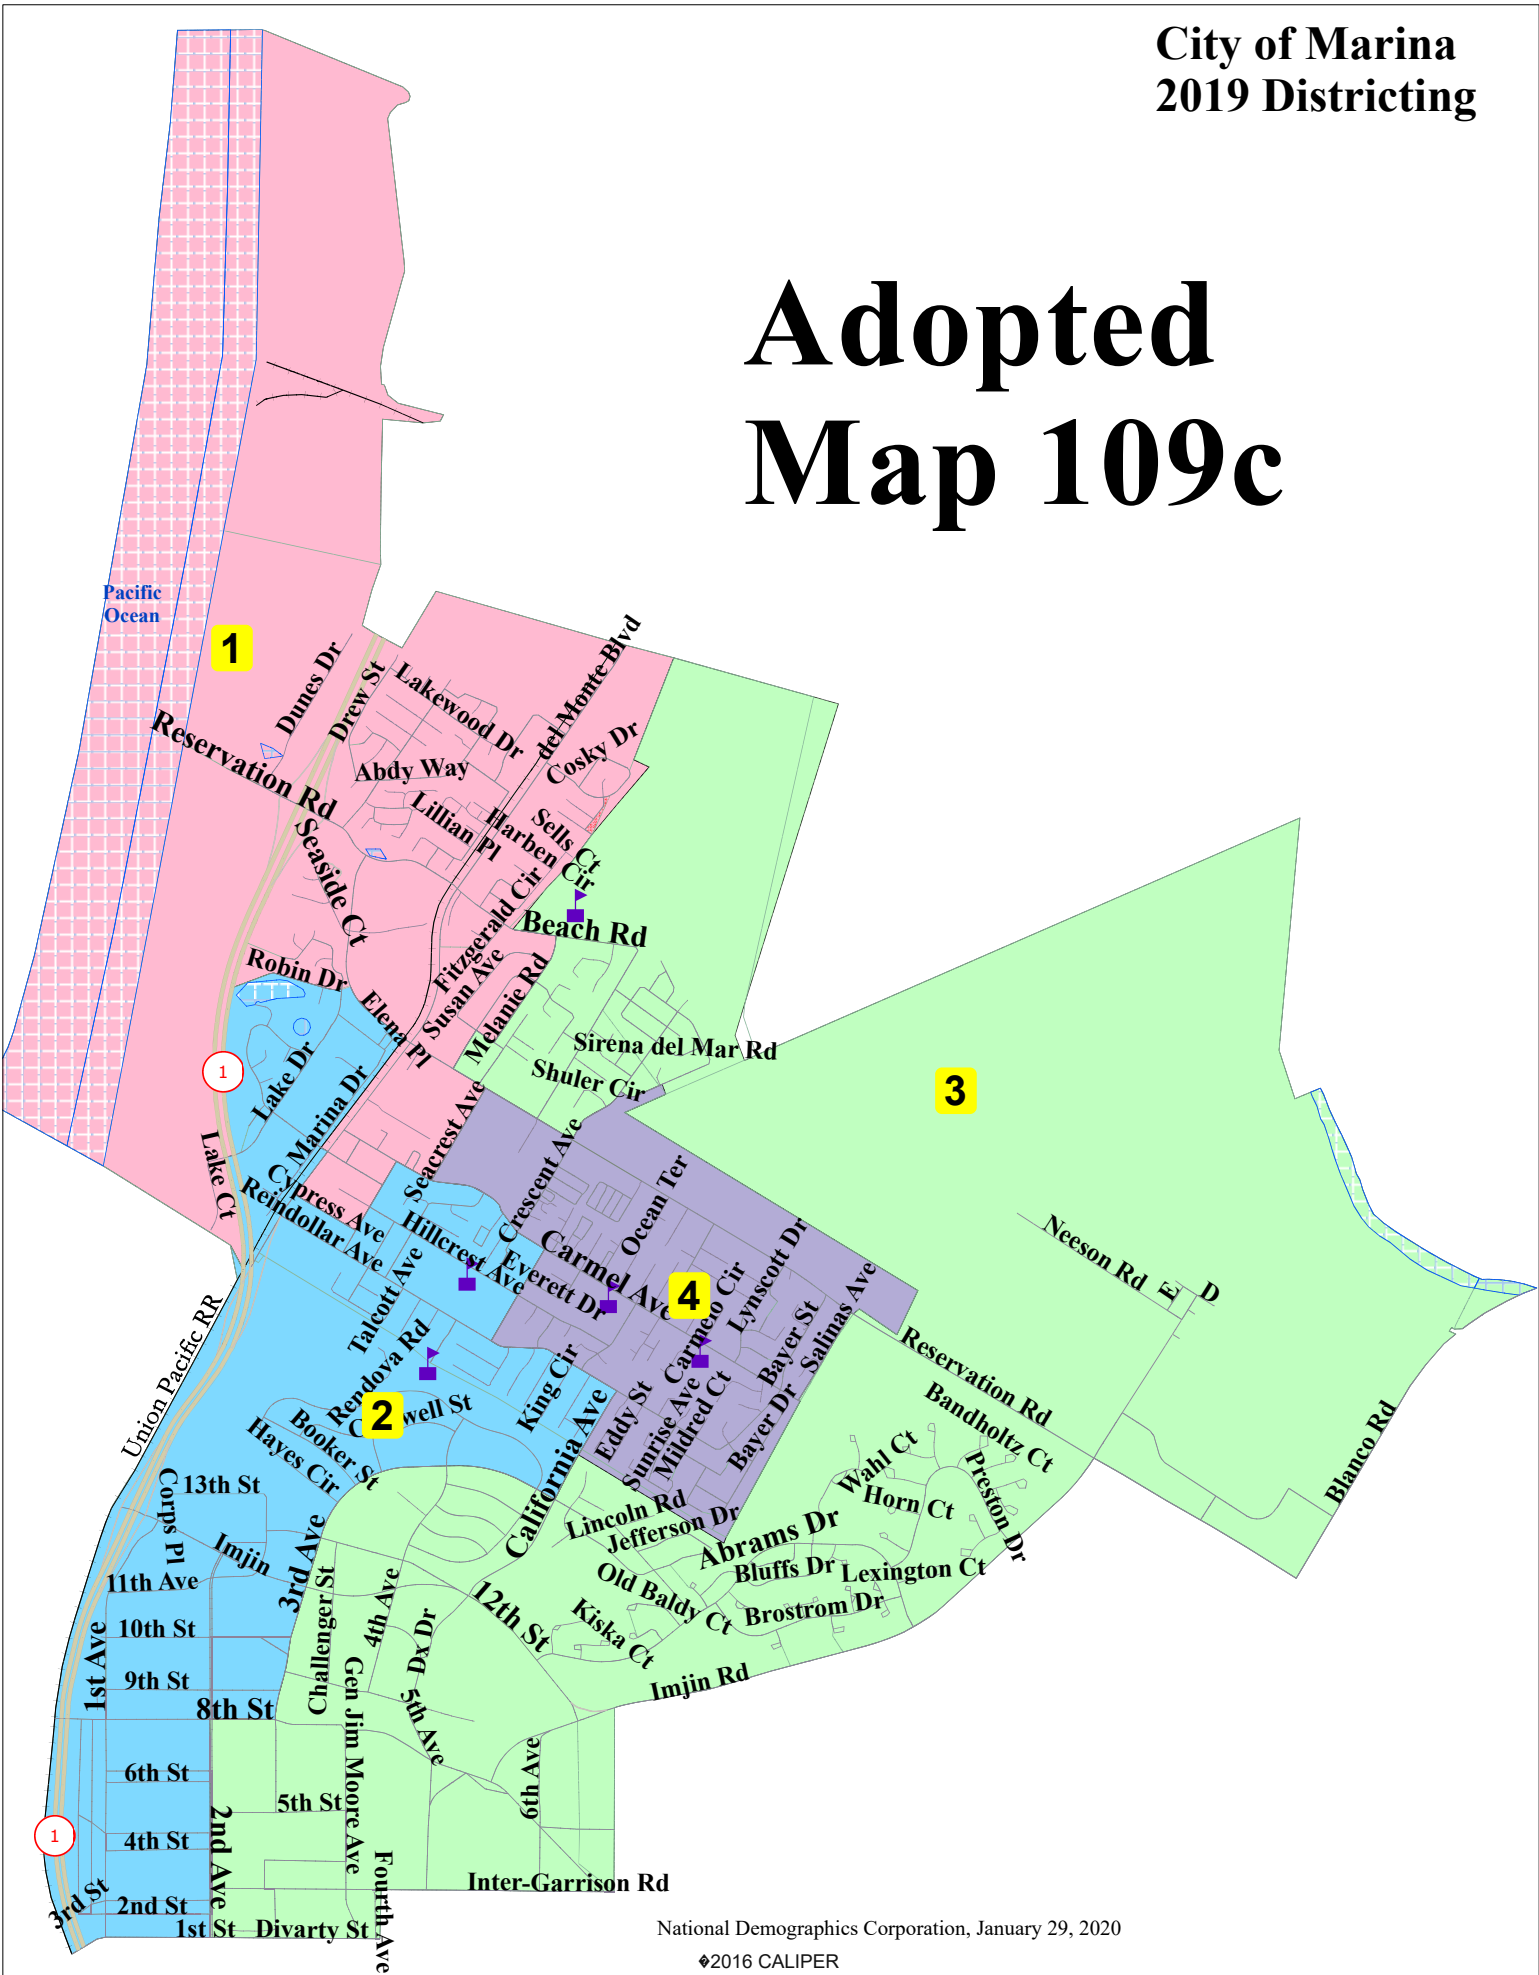 City of Marina
2019 Districting
Adopted
Map 109c
Pacific
Ocean
1
Dunes Dr
Drew St
Lakewood Dr
del Monte Blvd
Cosky Dr
Reservation Rd
Abdy Way
Lillian Pl
Harben Cir
Sells Ct
Seaside Ct
Fitzgerald Cir
Beach Rd
Robin Dr
Elena Pl
Susan Ave
Melanie Rd
Sirena del Mar Rd
Shuler Cir
1
Lake Dr
Marina Dr
3
Lake Ct
Cypress Ave
Reindollar Ave
Seacrest Ave
Crescent Ave
Ocean Ter
Hillcrest Ave
Everett Dr
Carmel Ave
4
Carmelo Cir
Lynscott Dr
Bayer St
Salinas Ave
Neeson Rd
E
D
Talcott Ave
Union Pacific RR
Rendova Rd
2
King Cir
California Ave
Eddy St
Sunrise Ave
Mildred Ct
Bayer Dr
Reservation Rd
Bandholtz Ct
Booker St
Hayes Cir
Wahl Ct
Horn Ct
Preston Dr
Blanco Rd
13th St
Corps Pl
Imjin
3rd Ave
Lincoln Rd
Jefferson Dr
Abrams Dr
Bluffs Dr
Lexington Ct
11th Ave
Challenger St
4th Ave
12th St
Old Baldy Ct
Brostrom Dr
Kiska Ct
10th St
1st Ave
9th St
8th St
Dx Dr
5th Ave
Gen Jim Moore Ave
Imjin Rd
6th St
5th St
6th Ave
1
4th St
2nd Ave
Fourth Ave
Inter-Garrison Rd
3rd St
2nd St
1st St
Divarty St
National Demographics Corporation, January 29, 2020
�2016 CALIPER